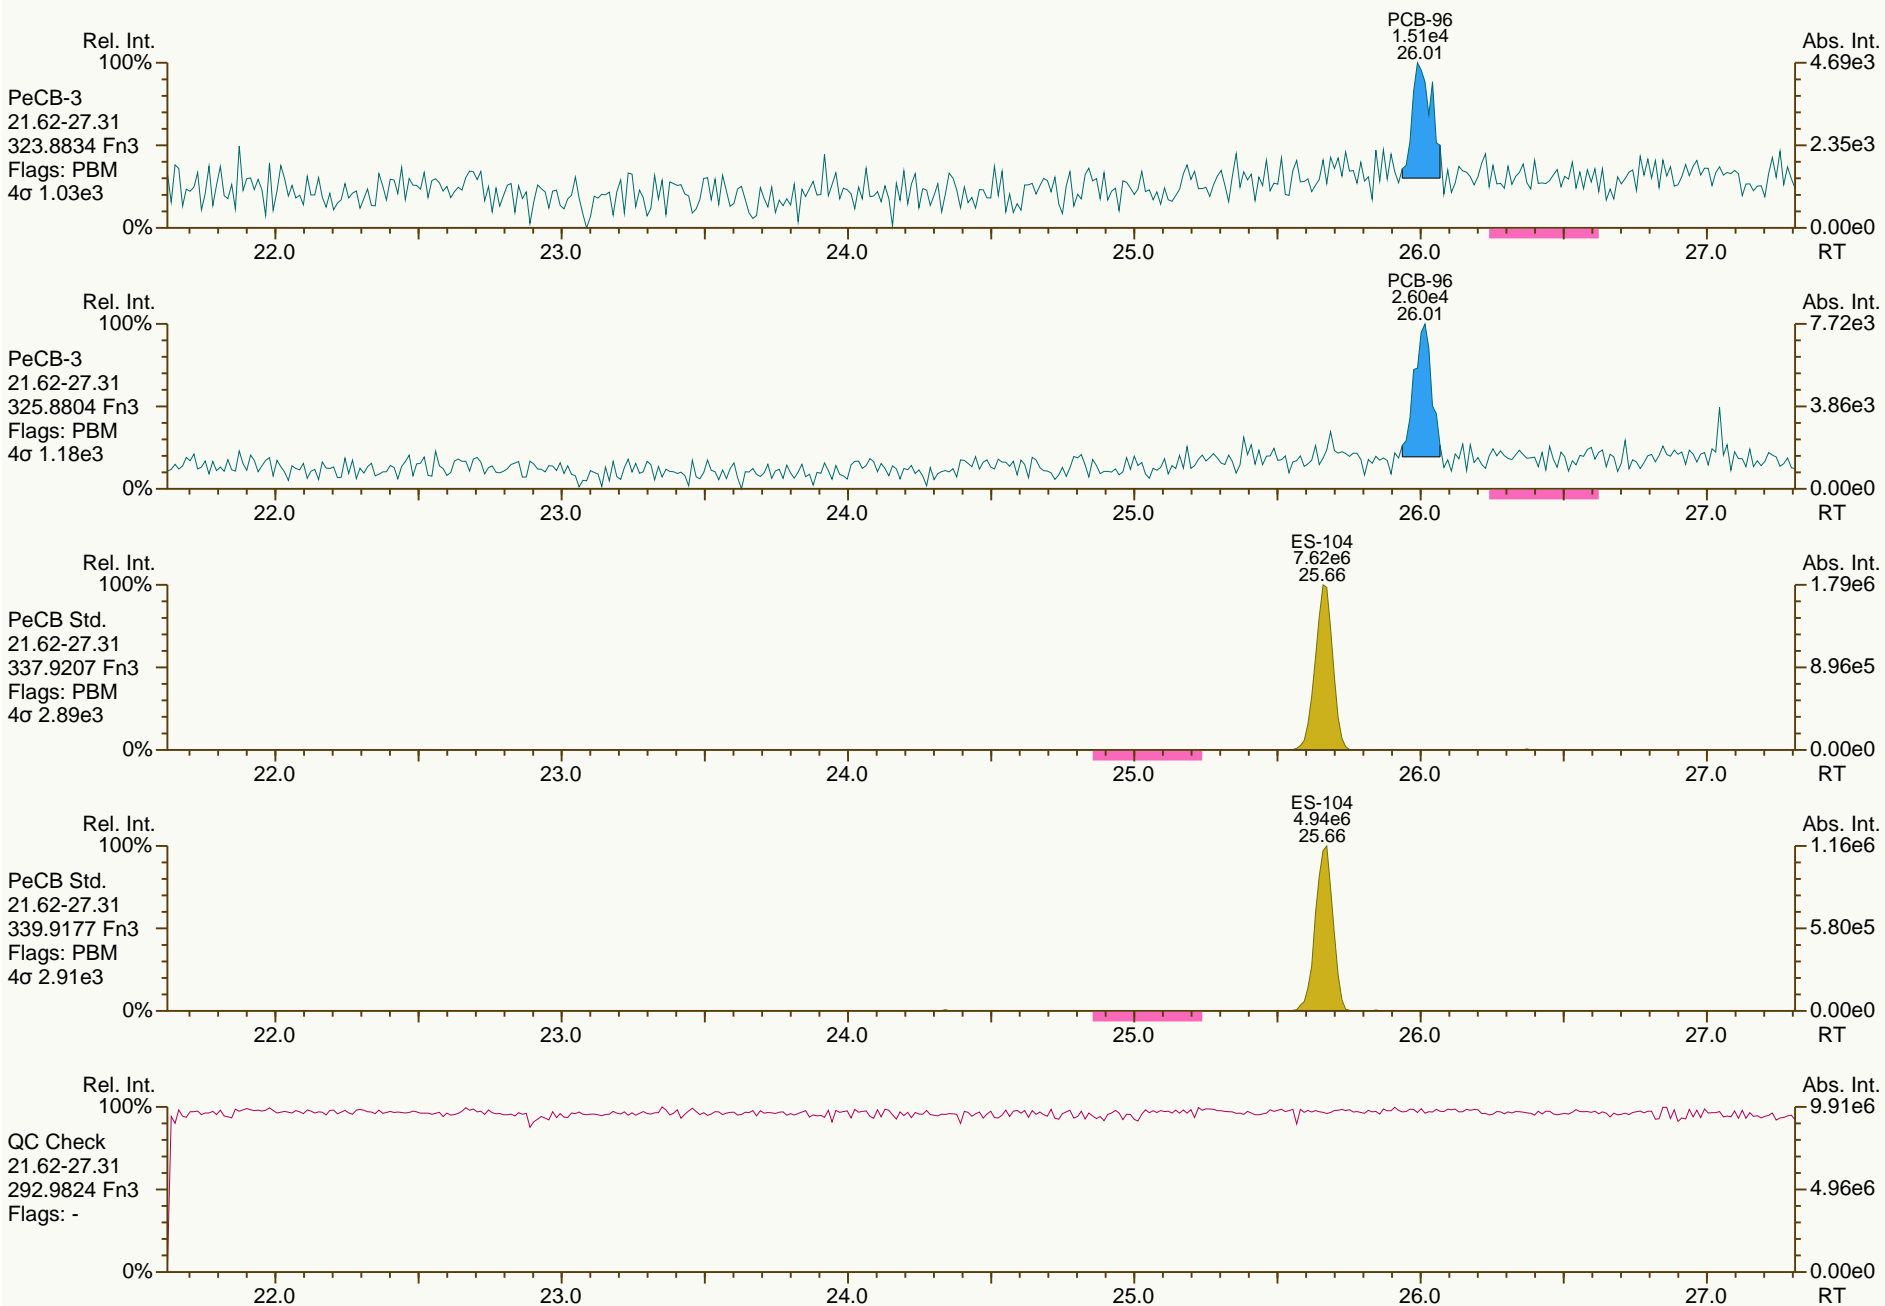 PCB-96
1.51e4
26.01
Rel. Int.
Abs. Int.
100%
4.69e3
PeCB-3
21.62-27.31
323.8834 Fn3
Flags: PBM
4σ 1.03e3
2.35e3
0%
0.00e0
22.0 23.0 24.0 25.0 26.0 27.0 RT
PCB-96
2.60e4
26.01
Rel. Int.
Abs. Int.
100%
7.72e3
PeCB-3
21.62-27.31
325.8804 Fn3
Flags: PBM
4σ 1.18e3
3.86e3
0%
0.00e0
22.0 23.0 24.0 25.0 26.0 27.0 RT
ES-104
7.62e6
25.66
Rel. Int.
Abs. Int.
100%
1.79e6
PeCB Std.
21.62-27.31
337.9207 Fn3
Flags: PBM
4σ 2.89e3
8.96e5
0%
0.00e0
22.0 23.0 24.0 25.0 26.0 27.0 RT
ES-104
4.94e6
25.66
Rel. Int.
Abs. Int.
100%
1.16e6
PeCB Std.
21.62-27.31
339.9177 Fn3
Flags: PBM
4σ 2.91e3
5.80e5
0%
0.00e0
22.0 23.0 24.0 25.0 26.0 27.0 RT
Rel. Int.
Abs. Int.
100%
9.91e6
QC Check
21.62-27.31
292.9824 Fn3
Flags: -
4.96e6
0%
0.00e0
22.0 23.0 24.0 25.0 26.0 27.0 RT